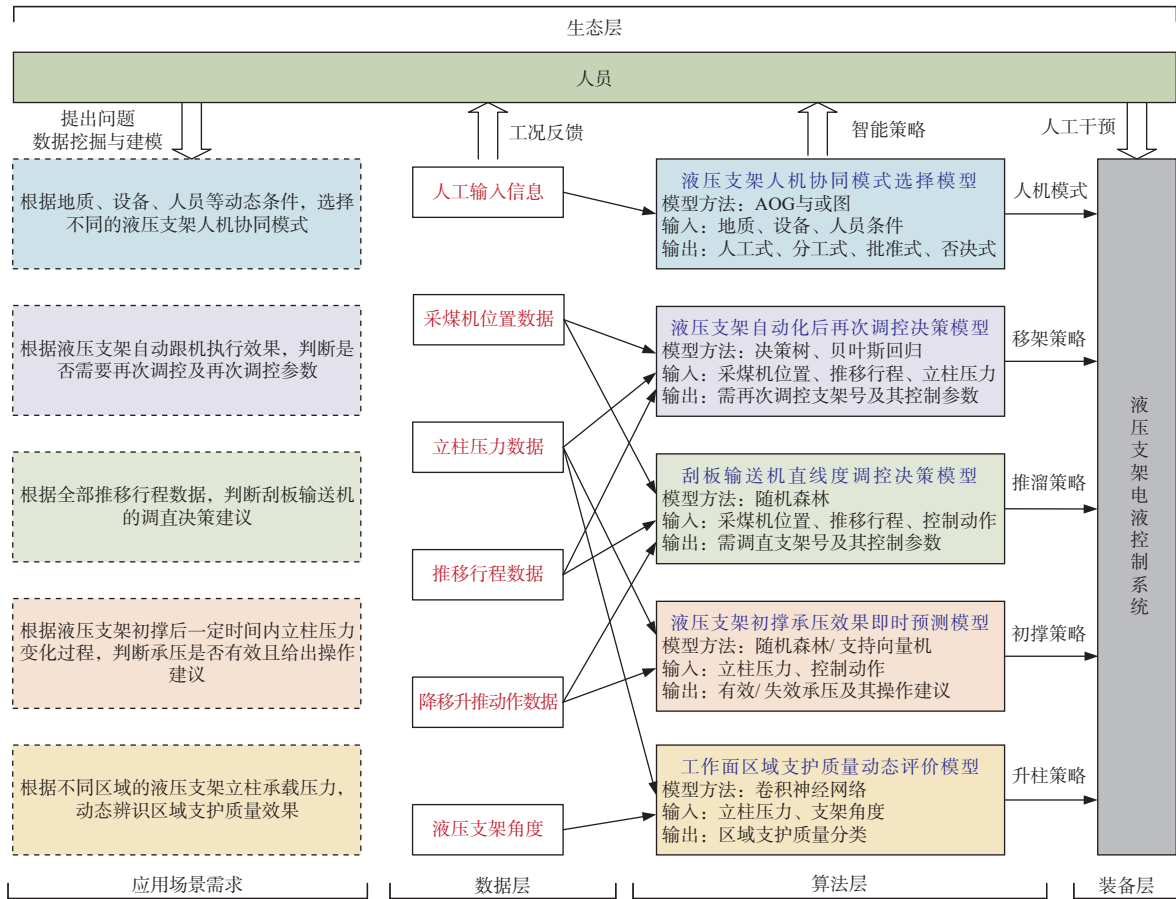 生态层
人员
提出问题
数据挖掘与建模
工况反馈
智能策略
人工干预
根据地质、设备、人员等动态条件，选择
不同的液压支架人机协同模式
根据液压支架自动跟机执行效果，判断是
否需要再次调控及再次调控参数
根据全部推移行程数据，判断刮板输送机
的调直决策建议
根据液压支架初撑后一定时间内立柱压力
变化过程，判断承压是否有效且给出操作
建议
根据不同区域的液压支架立柱承载压力，
动态辨识区域支护质量效果
人工输入信息
采煤机位置数据
立柱压力数据
推移行程数据
降移升推动作数据
液压支架角度
液压支架人机协同模式选择模型
模型方法：AOG与或图
输入：地质、设备、人员条件
输出：人工式、分工式、批准式、否决式
液压支架自动化后再次调控决策模型
模型方法：决策树、贝叶斯回归
输入：采煤机位置、推移行程、立柱压力
输出：需再次调控支架号及其控制参数
刮板输送机直线度调控决策模型
模型方法：随机森林
输入：采煤机位置、推移行程、控制动作
输出：需调直支架号及其控制参数
液压支架初撑承压效果即时预测模型
模型方法：随机森林/支持向量机
输入：立柱压力、控制动作
输出：有效/失效承压及其操作建议
工作面区域支护质量动态评价模型
模型方法：卷积神经网络
输入：立柱压力、支架角度
输出：区域支护质量分类
人机模式
移架策略
推溜策略
初撑策略
升柱策略
液压支架电液控制系统
应用场景需求
数据层
算法层
装备层